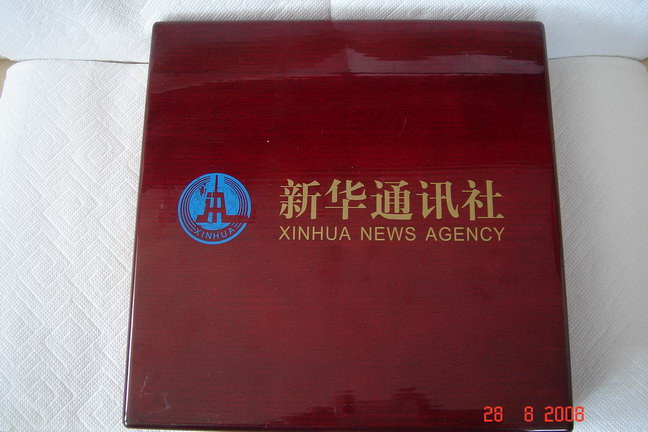 新华通讯社
XINHUA NEWS AGENCY
XINHUA
28 8 2008